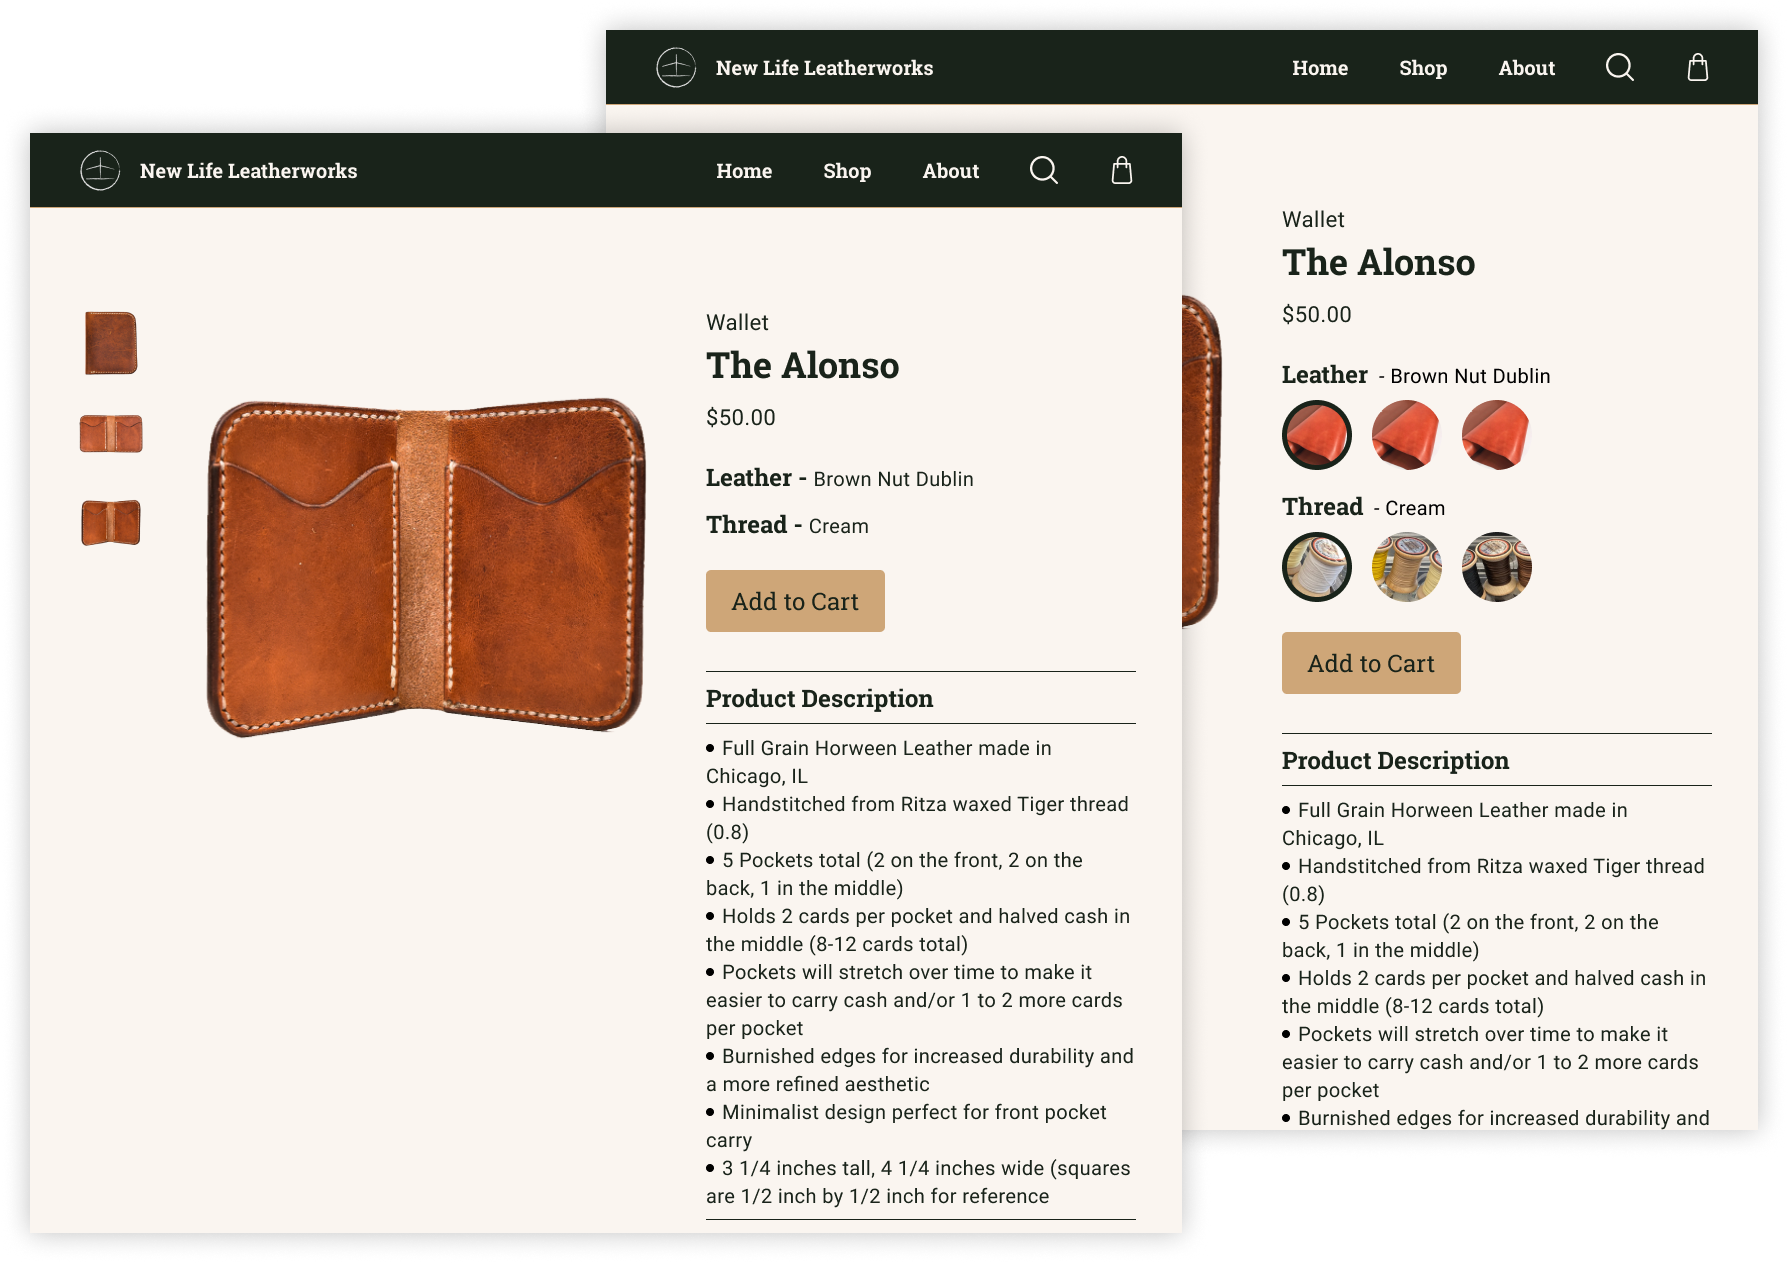 New Life Leatherworks
Home
Shop
About
Wallet
The Alonso
$50.00
Leather - Brown Nut Dublin
Thread - Cream
Add to Cart
Product Description
• Full Grain Horween Leather made in
Chicago, IL
• Handstitched from Ritza waxed Tiger thread
(0.8)
• 5 Pockets total (2 on the front, 2 on the
back, 1 in the middle)
• Holds 2 cards per pocket and halved cash in
the middle (8-12 cards total)
• Pockets will stretch over time to make it
easier to carry cash and/or 1 to 2 more cards
per pocket
• Burnished edges for increased durability and
a more refined aesthetic
• Minimalist design perfect for front pocket
carry
• 3 1/4 inches tall, 4 1/4 inches wide (squares
are 1/2 inch by 1/2 inch for reference
New Life Leatherworks
Home
Shop
About
Wallet
The Alonso
$50.00
Leather - Brown Nut Dublin
Thread - Cream
Add to Cart
Product Description
• Full Grain Horween Leather made in
Chicago, IL
• Handstitched from Ritza waxed Tiger thread
(0.8)
• 5 Pockets total (2 on the front, 2 on the
back, 1 in the middle)
• Holds 2 cards per pocket and halved cash in
the middle (8-12 cards total)
• Pockets will stretch over time to make it
easier to carry cash and/or 1 to 2 more cards
per pocket
• Burnished edges for increased durability and